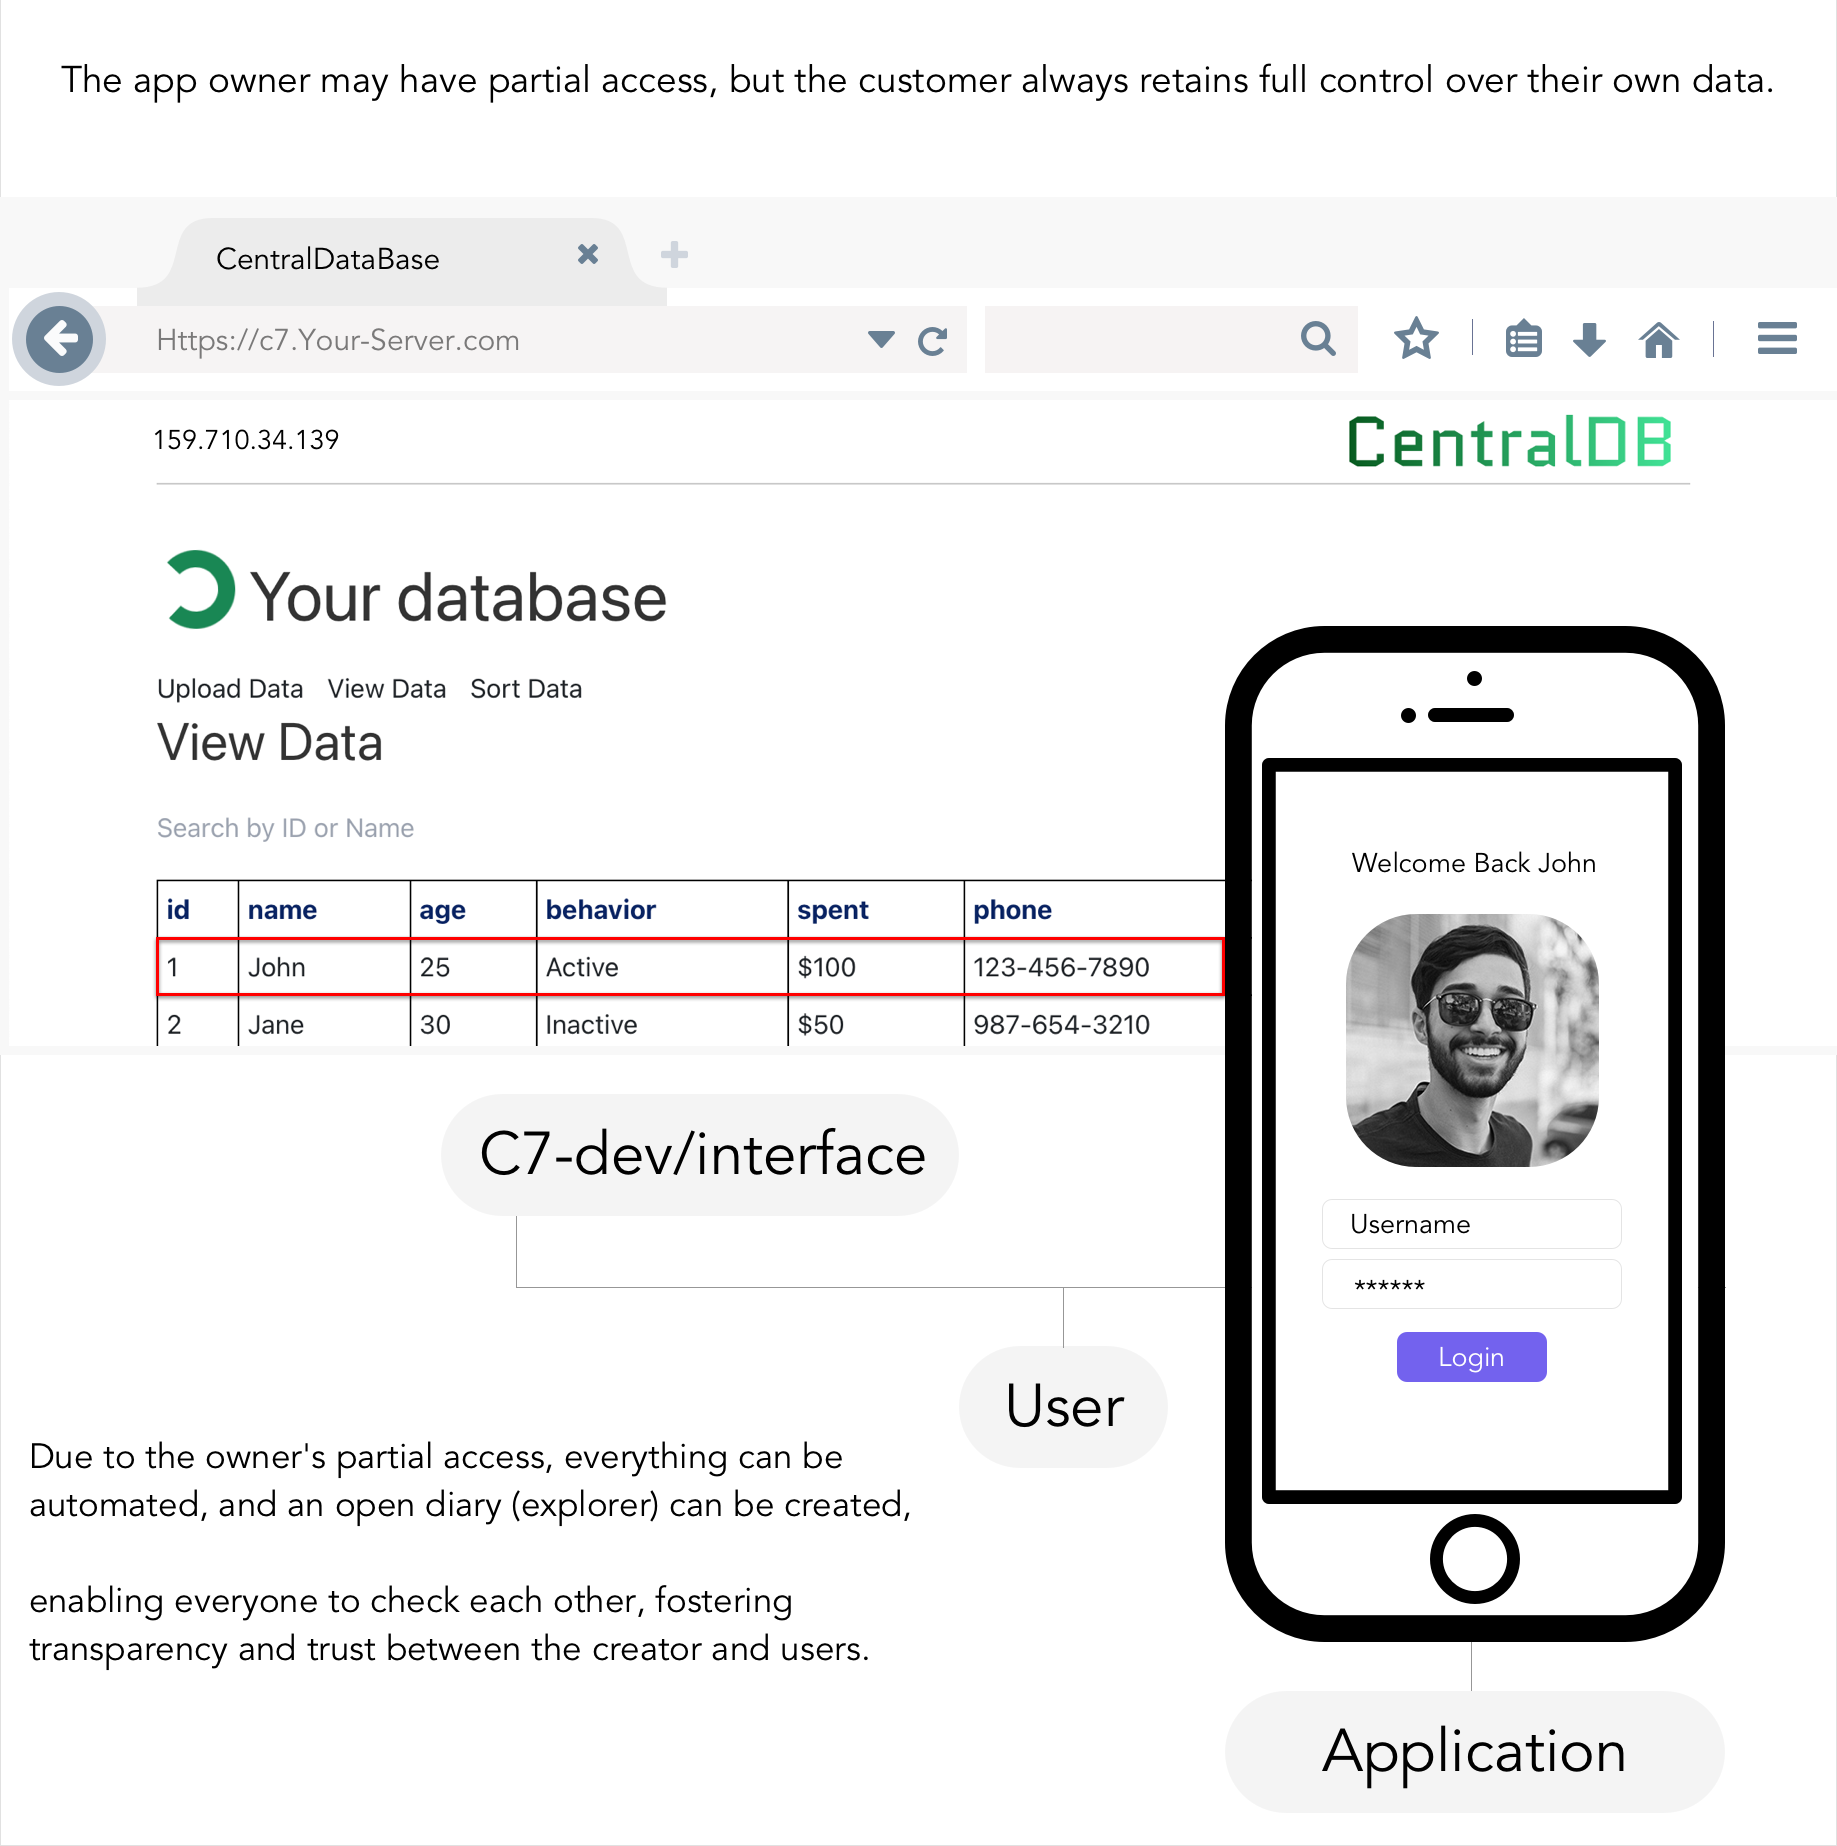 The app owner may have partial access, but the customer always retains full control over their own data.
CentralDataBase
Https://c7.Your-Server.com
159.710.34.139
CentralDB
Your database
Upload Data View Data Sort Data
View Data
Search by ID or Name
id name age behavior spent phone
1 John 25 Active $100 123-456-7890
2 Jane 30 Inactive $50 987-654-3210
Welcome Back John
Username
******
Login
C7-dev/interface
User
Due to the owner's partial access, everything can be
automated, and an open diary (explorer) can be created,
enabling everyone to check each other, fostering
transparency and trust between the creator and users.
Application